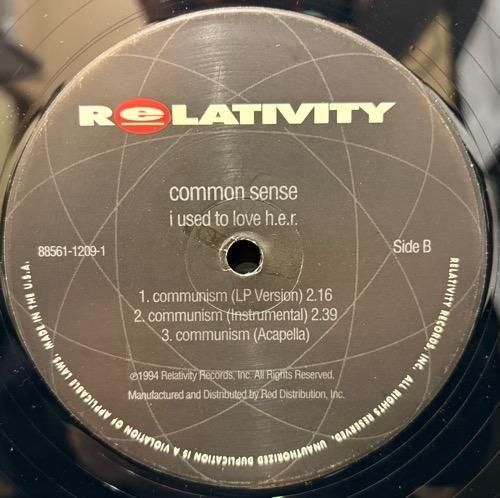 RELATIVITY
common sense
i used to love h.e.r.
88561-1209-1
Side B
1. communism (LP Version) 2.16
2. communism (Instrumental) 2.39
3. communism (Acapella)
℗1994 Relativity Records, Inc. All Rights Reserved.
Manufactured and Distributed by Red Distribution, Inc.
RELATIVITY RECORDS, INC. ALL RIGHTS RESERVED. UNAUTHORIZED DUPLICATION IS A VIOLATION OF APPLICABLE LAWS. MADE IN THE U.S.A.